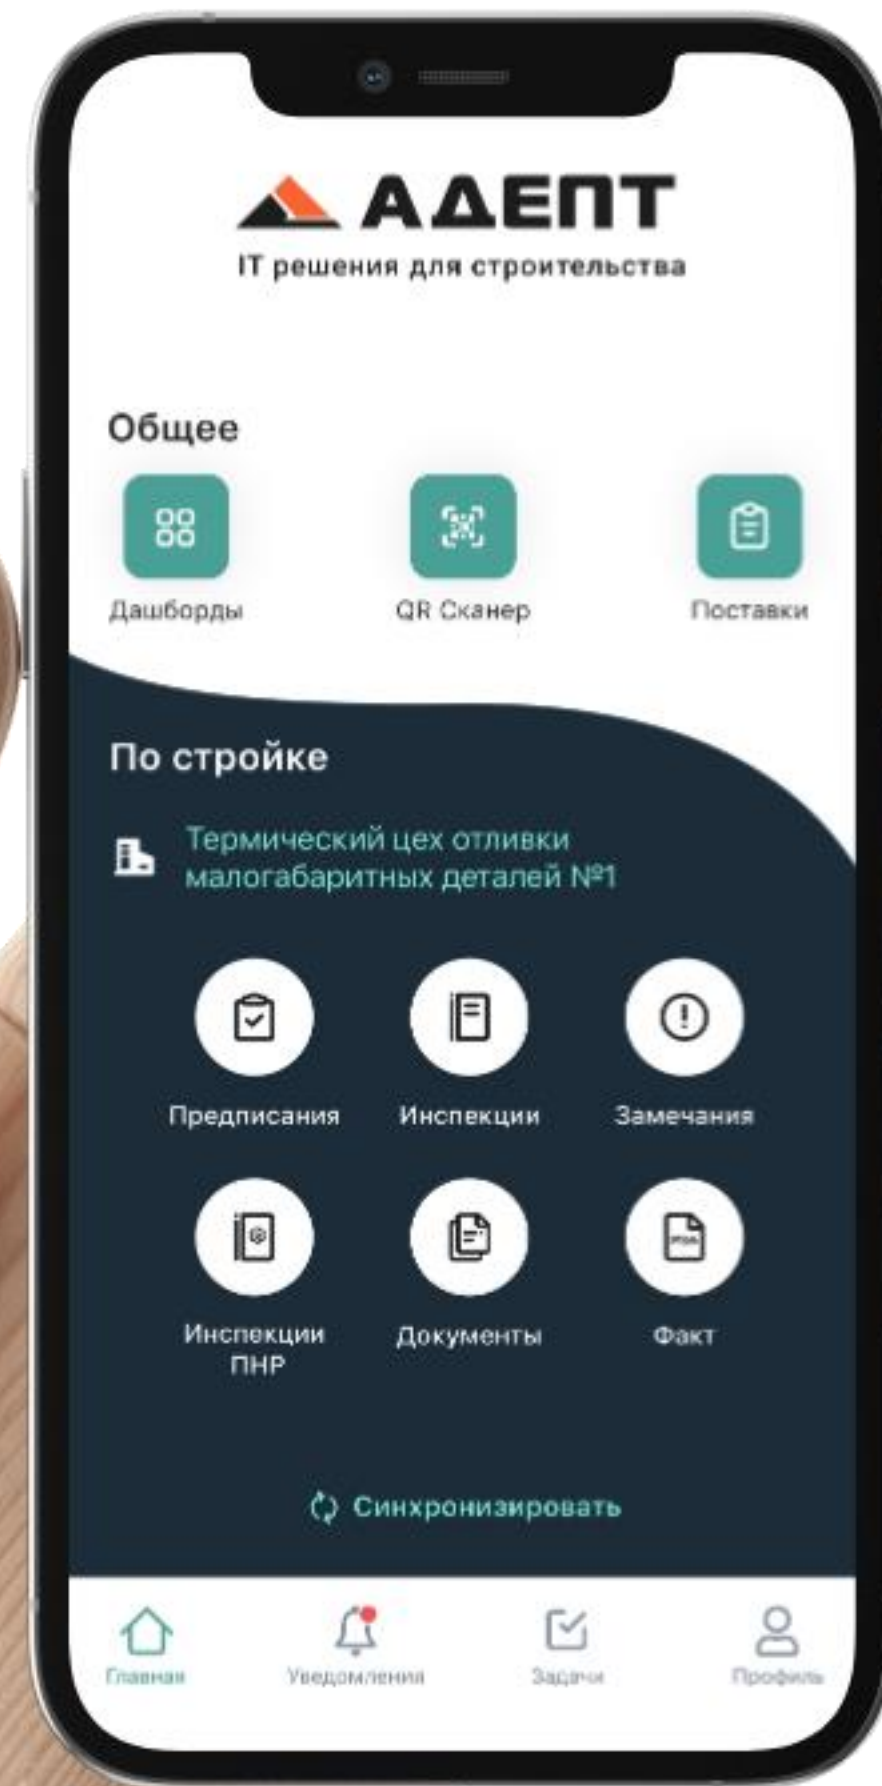 АДЕПТ
IT решения для строительства
Общее
Дашборды QR Сканер Поставки
По стройке
Термический цех отливки
малогабаритных деталей №1
Предписания Инспекции Замечания
Инспекции Документы Факт
ПНР
Синхронизировать
Главная Уведомления Задачи Профиль